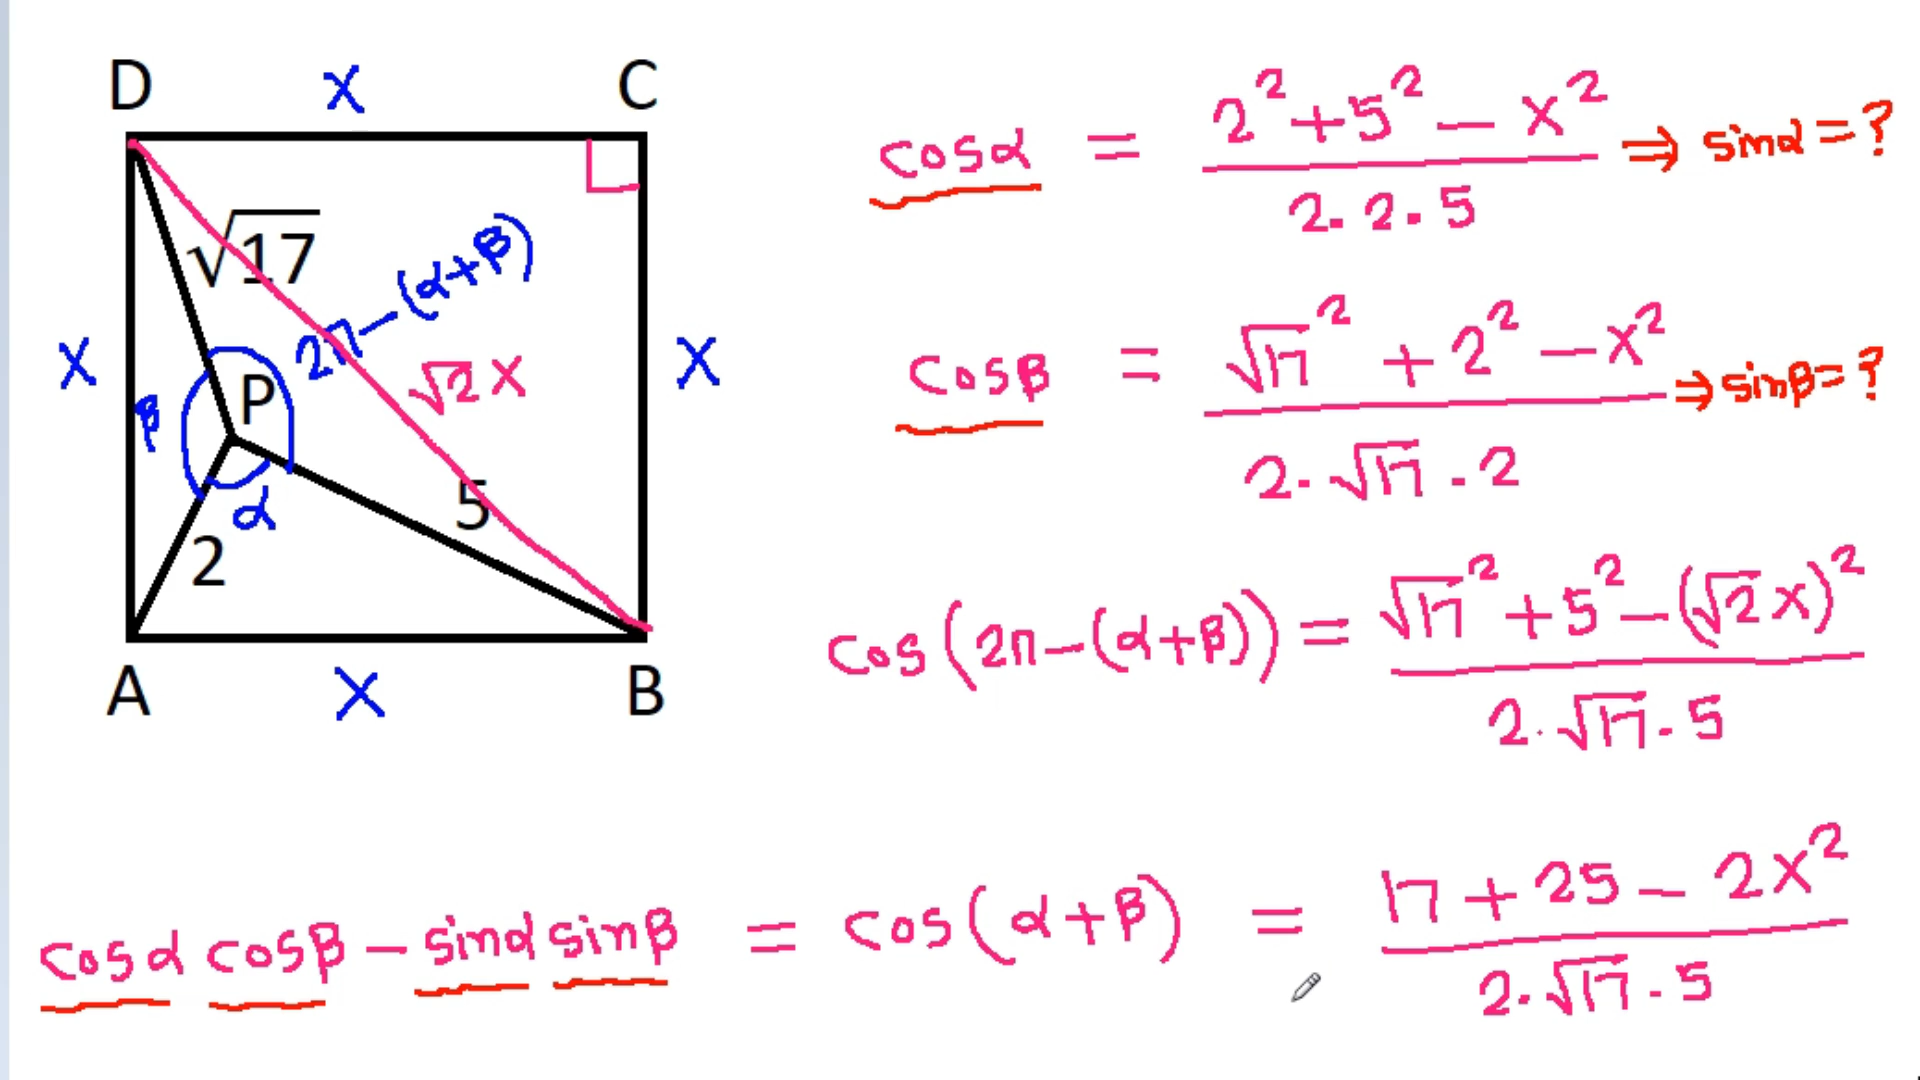 D x C
√17
2π-(α+β)
x β P √2x x
α 5
2
A x B
cosα = (2²+5²-x²)/(2.2.5) ⇒ sinα=?
cosβ = (√17²+2²-x²)/(2.√17.2) ⇒ sinβ=?
cos(2π-(α+β)) = (√17²+5²-(√2x)²)/(2.√17.5)
cosα cosβ - sinα sinβ = cos(α+β) = (17+25-2x²)/(2.√17.5)